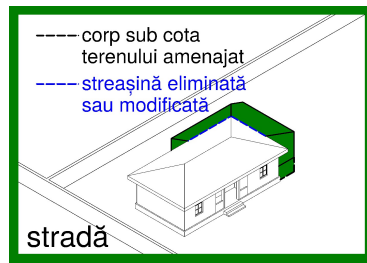 corp sub cota
terenului amenajat
streașină eliminată
sau modificată
stradă